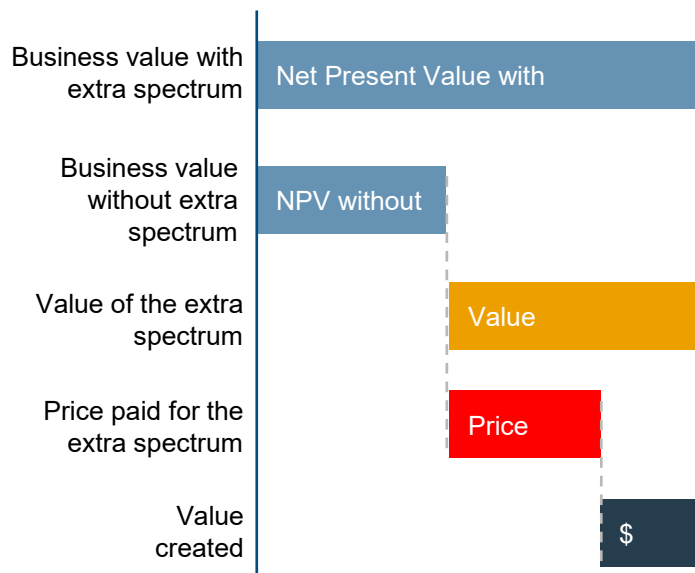 Business value with
extra spectrum
Net Present Value with
Business value
without extra
spectrum
NPV without
Value of the extra
spectrum
Value
Price paid for the
extra spectrum
Price
Value
created
$